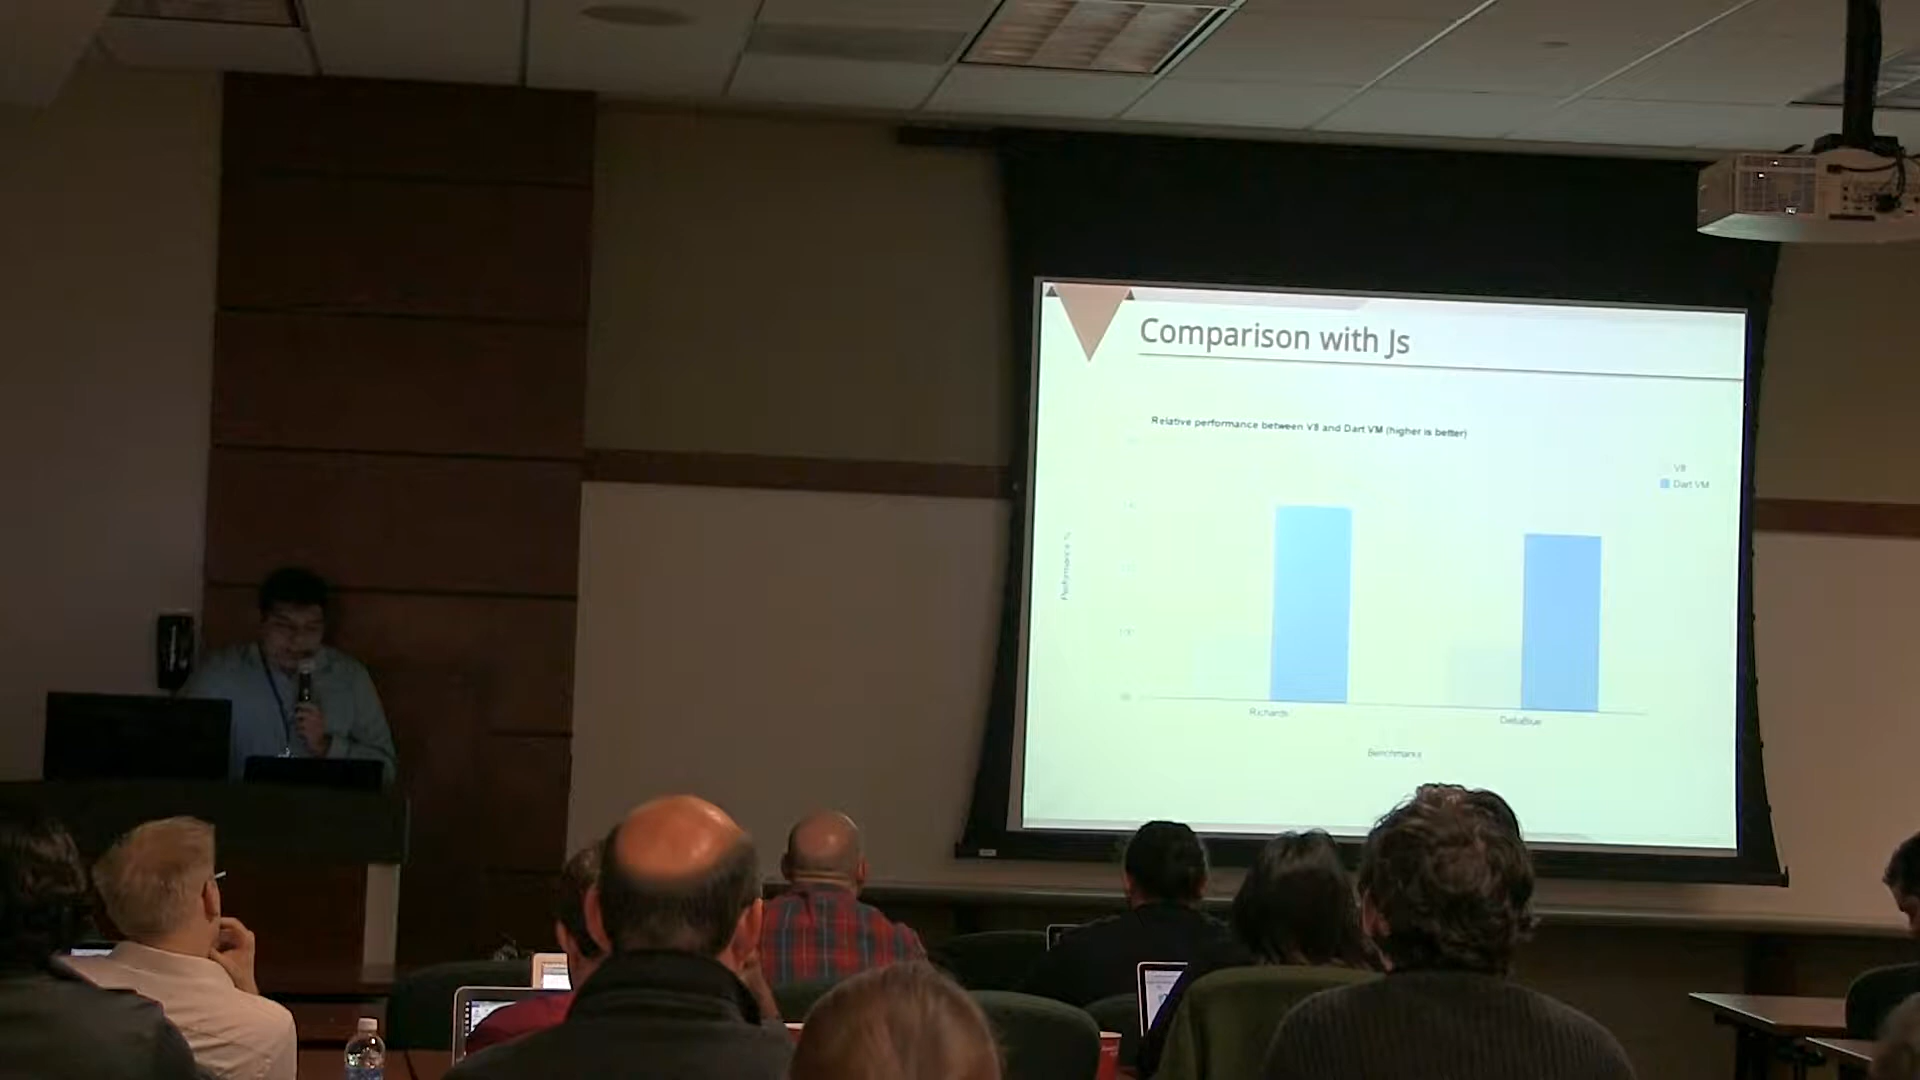 Comparison with Js
Relative performance between V8 and Dart VM (higher is better)
V8
Dart VM
Performance %
Richards
DeltaBlue
Benchmarks